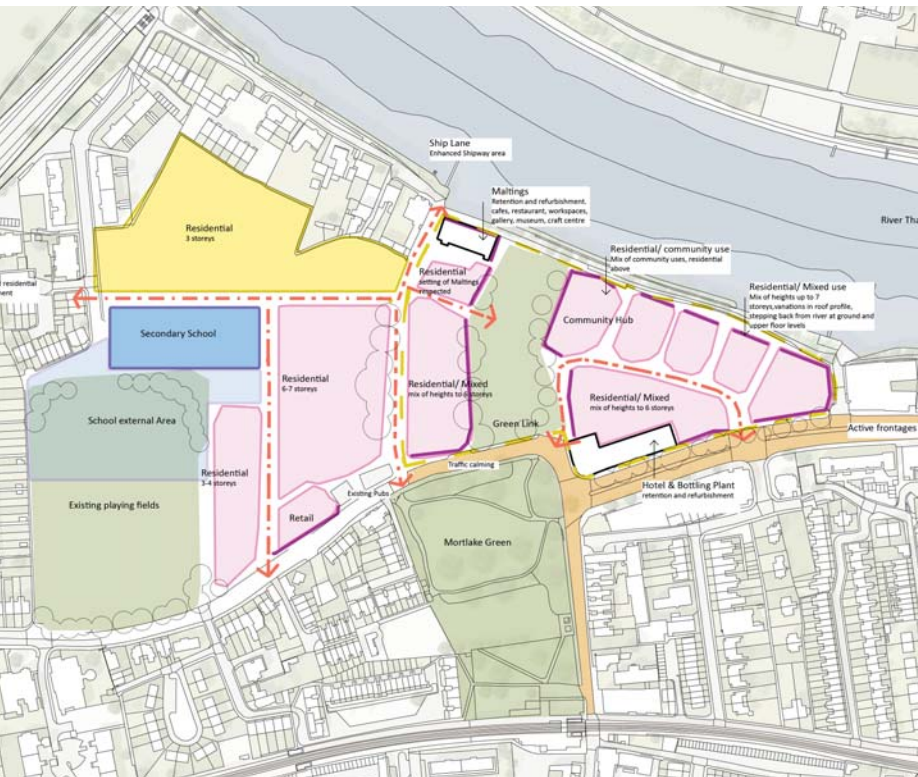 Ship Lane
Enhanced Shipway area
Maltings
Retention and refurbishment.
cafes, restaurant, workspaces,
gallery, museum, craft centre
River Tha
Residential
3 storeys
Residential/ community use
Mix of community uses, residential
above
Residential
setting of Maltings
respected
Residential/ Mixed use
Mix of heights up to 7
storeys,variations in roof profile,
stepping back from river at ground and
upper floor levels
residential
Secondary School
Community Hub
Residential
6-7 storeys
Residential/ Mixed
mix of heights to storeys
Residential/ Mixed
mix of heights to 6 storeys
School external Area
Green Link
Active frontages
Traffic calming
Residential
3-4 storeys
Hotel & Bottling Plant
retention and refurbishment
Existing Pubs
Existing playing fields
Retail
Mortlake Green